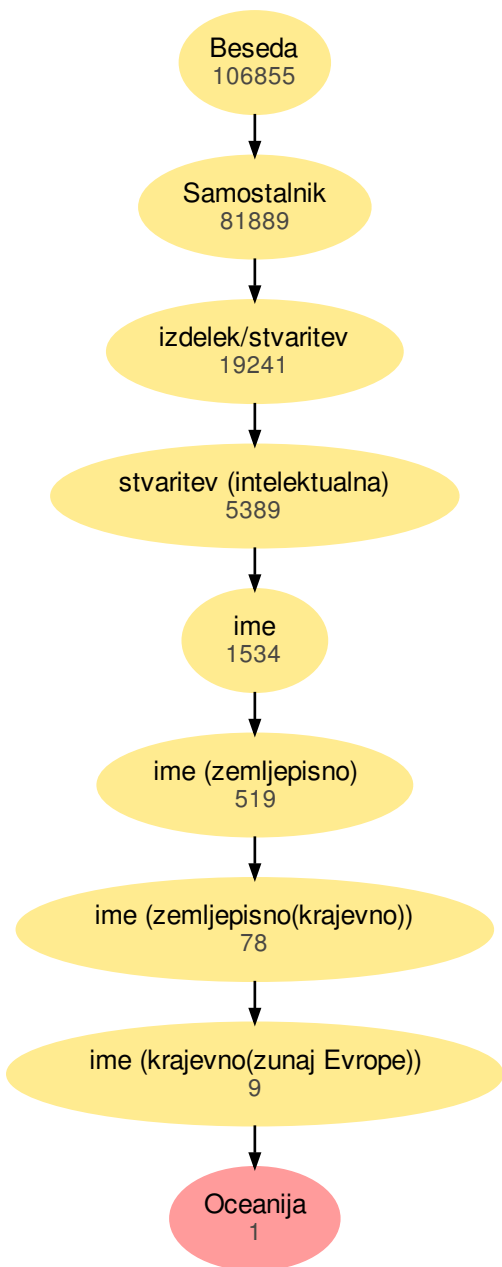 Beseda
106855
Samostalnik
81889
izdelek/stvaritev
19241
stvaritev (intelektualna)
5389
ime
1534
ime (zemljepisno)
519
ime (zemljepisno(krajevno))
78
ime (krajevno(zunaj Evrope))
9
Oceanija
1